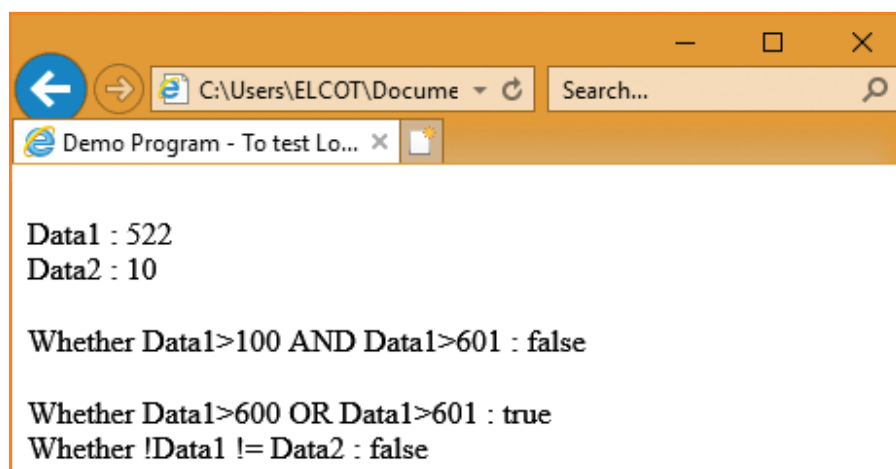 C:\Users\ELCOT\Docume
Search...
Demo Program - To test Lo...
Data1 : 522
Data2 : 10
Whether Data1>100 AND Data1>601 : false
Whether Data1>600 OR Data1>601 : true
Whether !Data1 != Data2 : false